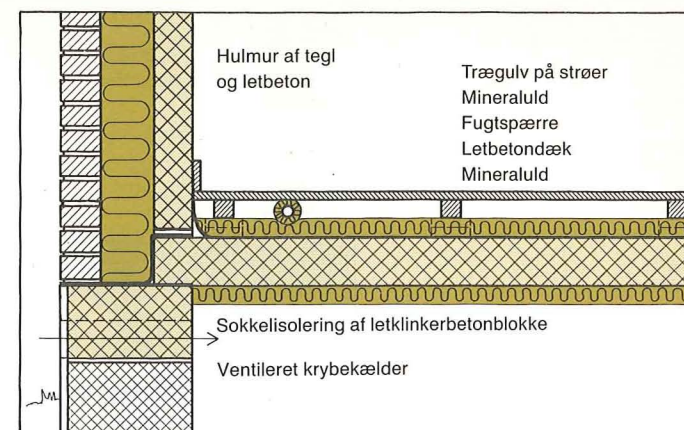 Hulmur af tegl
og letbeton
Trægulv på strøer
Mineraluld
Fugtspærre
Letbetondæk
Mineraluld
Sokkelisolering af letklinkerbetonblokke
Ventileret krybekælder